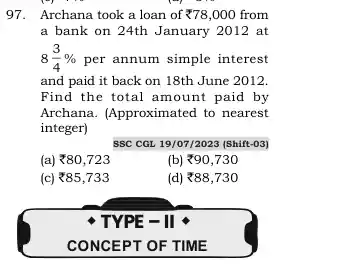 97. Archana took a loan of ₹78,000 from
a bank on 24th January 2012 at
8 3/4 % per annum simple interest
and paid it back on 18th June 2012.
Find the total amount paid by
Archana. (Approximated to nearest
integer)
SSC CGL 19/07/2023 (Shift-03)
(a) ₹80,723 (b) ₹90,730
(c) ₹85,733 (d) ₹88,730
◆ TYPE – II ◆
CONCEPT OF TIME